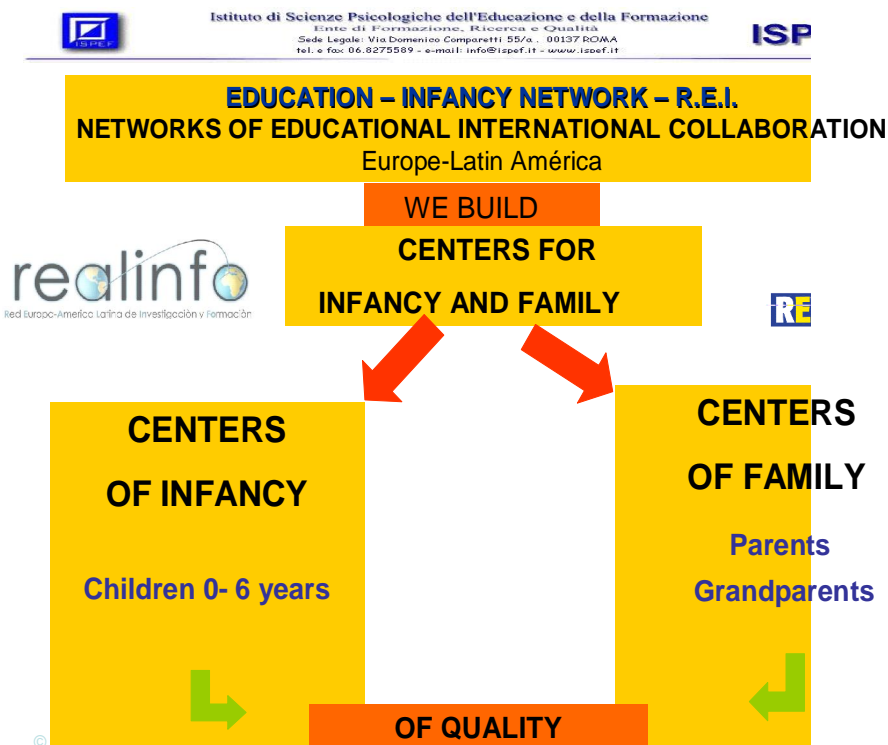 Istituto di Scienze Psicologiche dell'Educazione e della Formazione
Ente di Formazione, Ricerca e Qualità
Sede Legale: Via Domenico Comparetti 55/a . 00137 ROMA
tel. e fax 06.8275589 - e-mail: info@ispef.it - www.ispef.it
ISPEF
ISP
EDUCATION – INFANCY NETWORK – R.E.I.
NETWORKS OF EDUCATIONAL INTERNATIONAL COLLABORATION
Europe-Latin América
WE BUILD
CENTERS FOR
INFANCY AND FAMILY
realinfo
Red Europo-America Latina de Investigación y Formación
RE
CENTERS
OF INFANCY
Children 0- 6 years
CENTERS
OF FAMILY
Parents
Grandparents
OF QUALITY
©